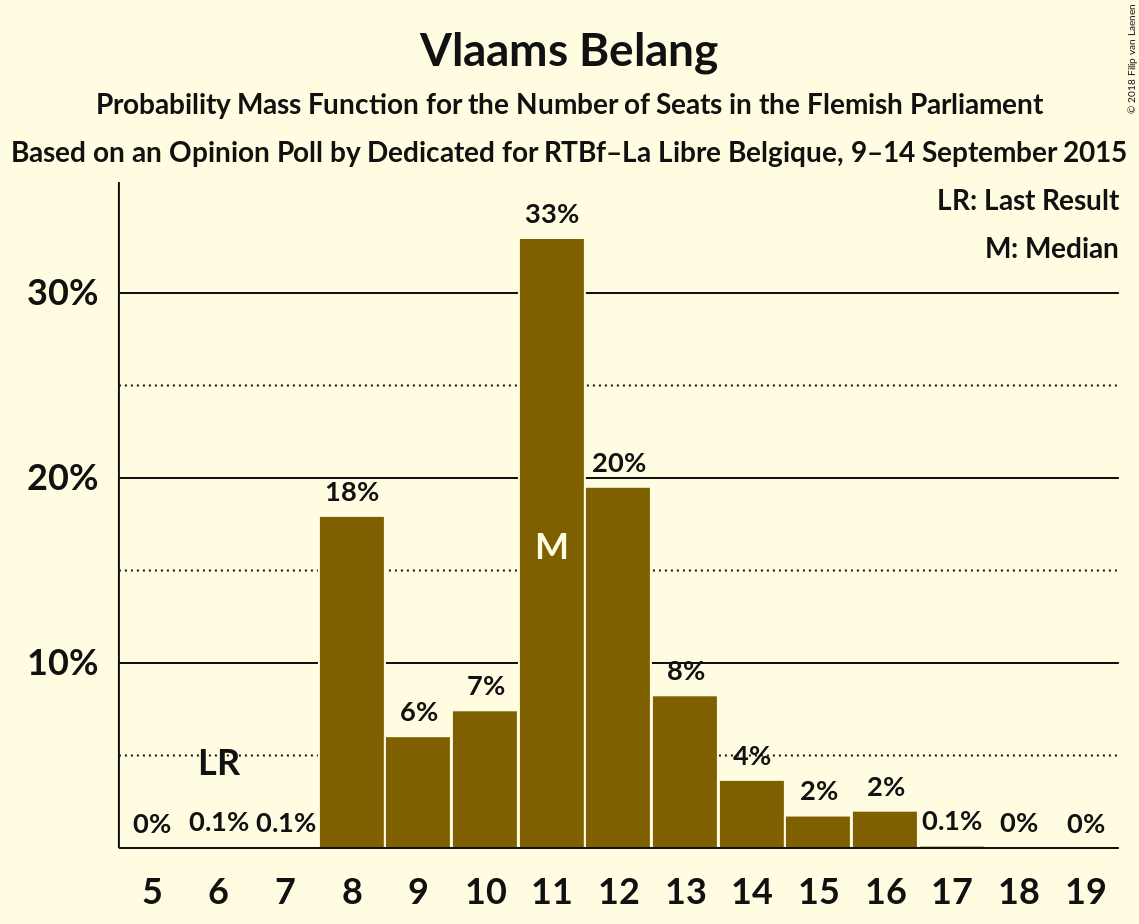 Vlaams Belang
Probability Mass Function for the Number of Seats in the Flemish Parliament
Based on an Opinion Poll by Dedicated for RTBf–La Libre Belgique, 9–14 September 2015
© 2018 Filip van Laenen
LR: Last Result
M: Median
30%
20%
10%
0%
0.1%
0.1%
18%
6%
7%
33%
20%
8%
4%
2%
2%
0.1%
0%
0%
LR
M
5 6 7 8 9 10 11 12 13 14 15 16 17 18 19